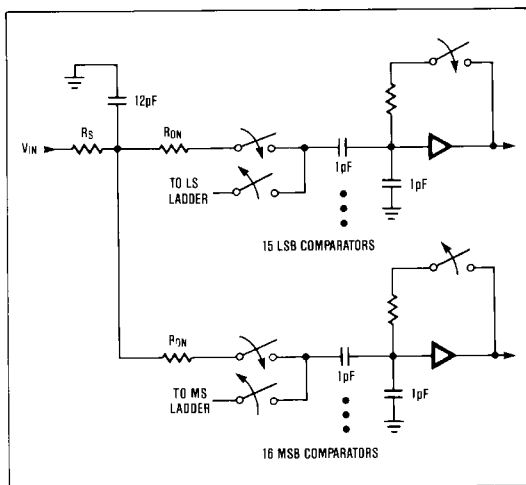 12pF
VIN
RS
RON
TO LS
LADDER
1pF
1pF
15 LSB COMPARATORS
RON
TO MS
LADDER
1pF
1pF
16 MSB COMPARATORS